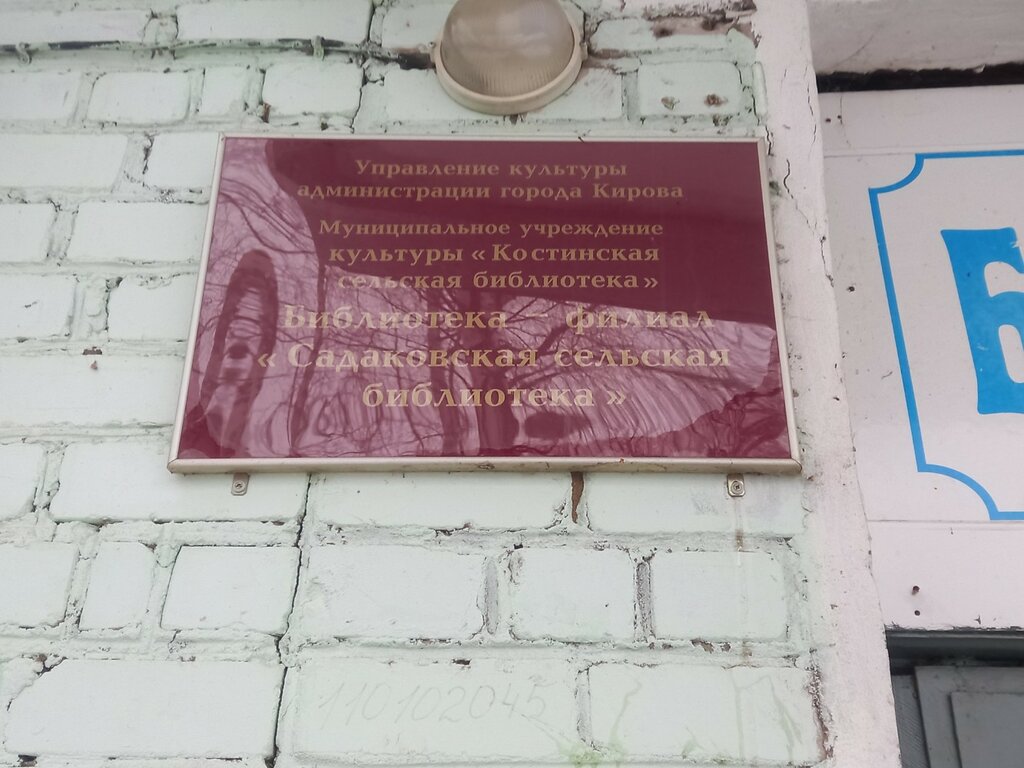 Управление культуры
администрации города Кирова
Муниципальное учреждение
культуры «Костинская
сельская библиотека»
Библиотека – филиал
«Садаковская сельская
библиотека»
Б
110102045